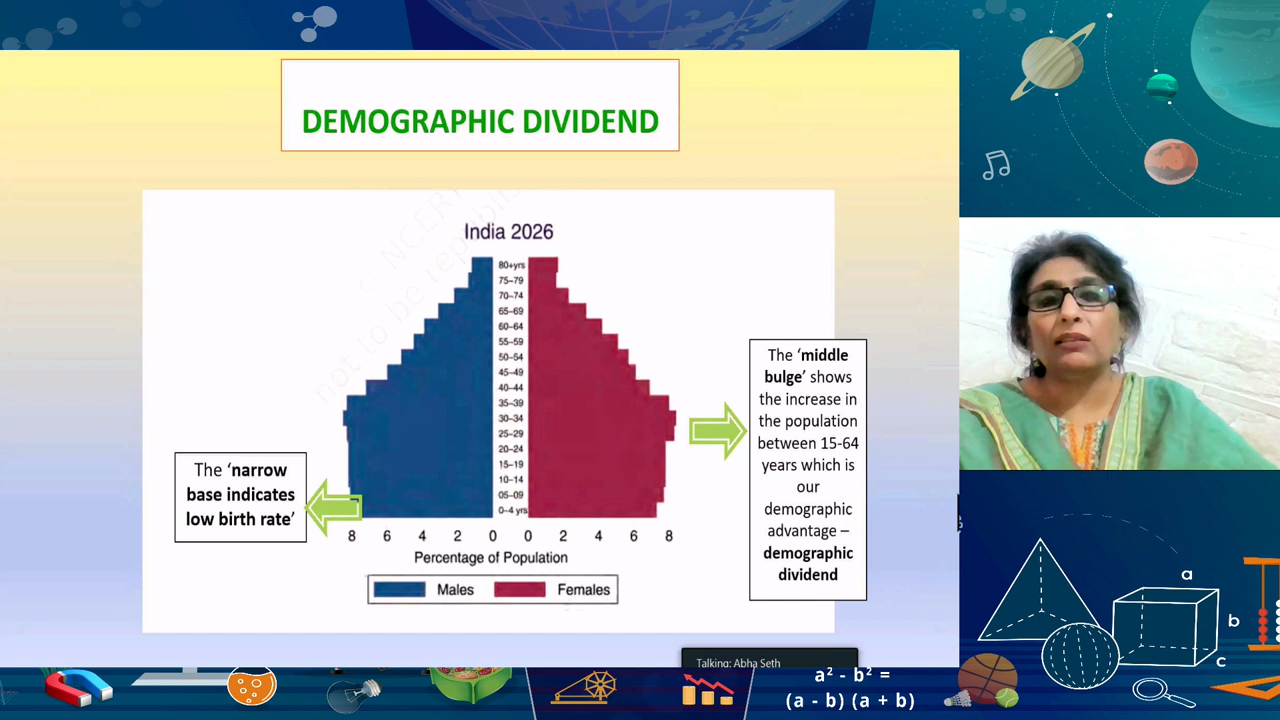 DEMOGRAPHIC DIVIDEND
India 2026
80+yrs
75–79
70–74
65–69
60–64
55–59
50–54
45–49
40–44
35–39
30–34
25–29
20–24
15–19
10–14
05–09
0–4 yrs
8 6 4 2 0 0 2 4 6 8
Percentage of Population
Males Females
The ‘narrow
base indicates
low birth rate’
The ‘middle
bulge’ shows
the increase in
the population
between 15-64
years which is
our
demographic
advantage –
demographic
dividend
Talking: Abha Seth
a
b
c
a² - b² =
(a - b) (a + b)